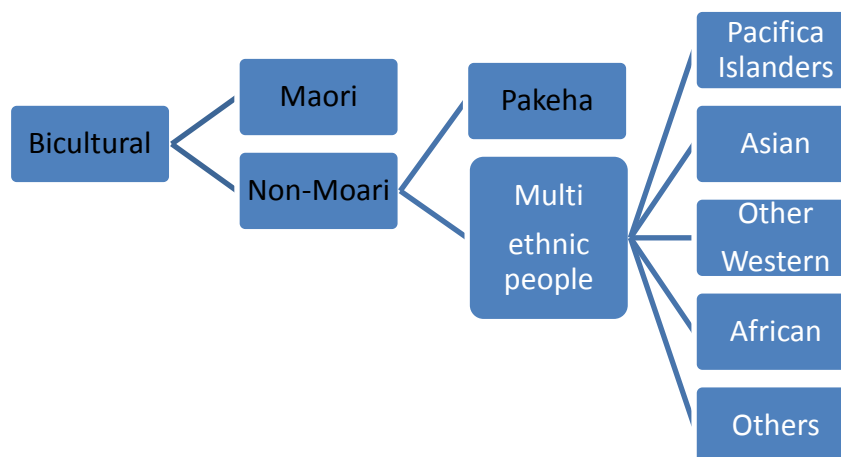 Bicultural
Maori
Non-Moari
Pakeha
Multi
ethnic
people
Pacifica
Islanders
Asian
Other
Western
African
Others